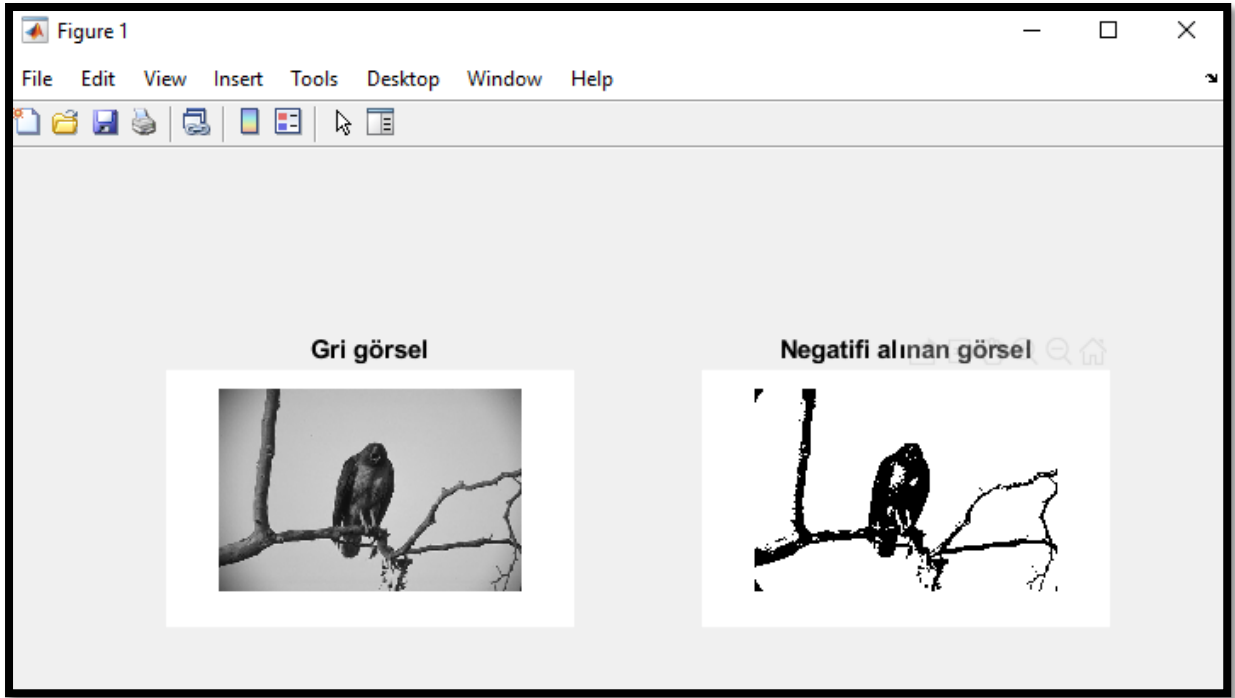 Figure 1
File Edit View Insert Tools Desktop Window Help
Gri görsel
Negatifi alınan görsel